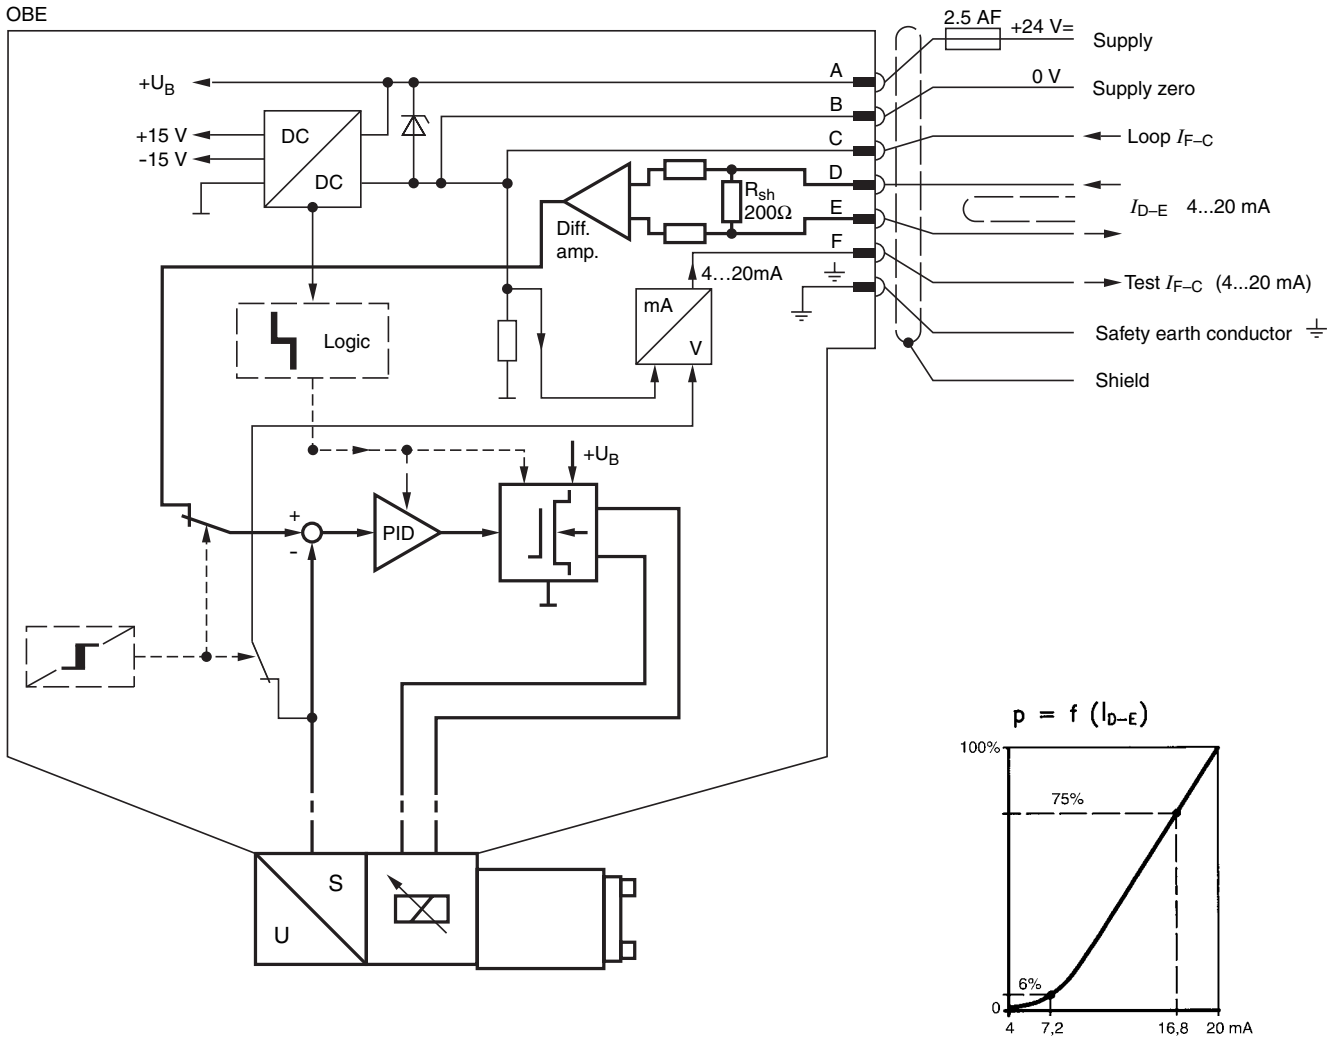 OBE
2.5 AF
+24 V=
Supply
A
+U_B
0 V
Supply zero
B
+15 V
DC
C
Loop I_F–C
-15 V
DC
D
R_sh
200Ω
I_D–E 4...20 mA
E
Diff.
amp.
F
4...20mA
Test I_F–C (4...20 mA)
mA
V
Logic
Safety earth conductor
Shield
+U_B
+
-
PID
p = f (I_D–E)
100%
75%
6%
0
4
7,2
16,8
20 mA
S
U